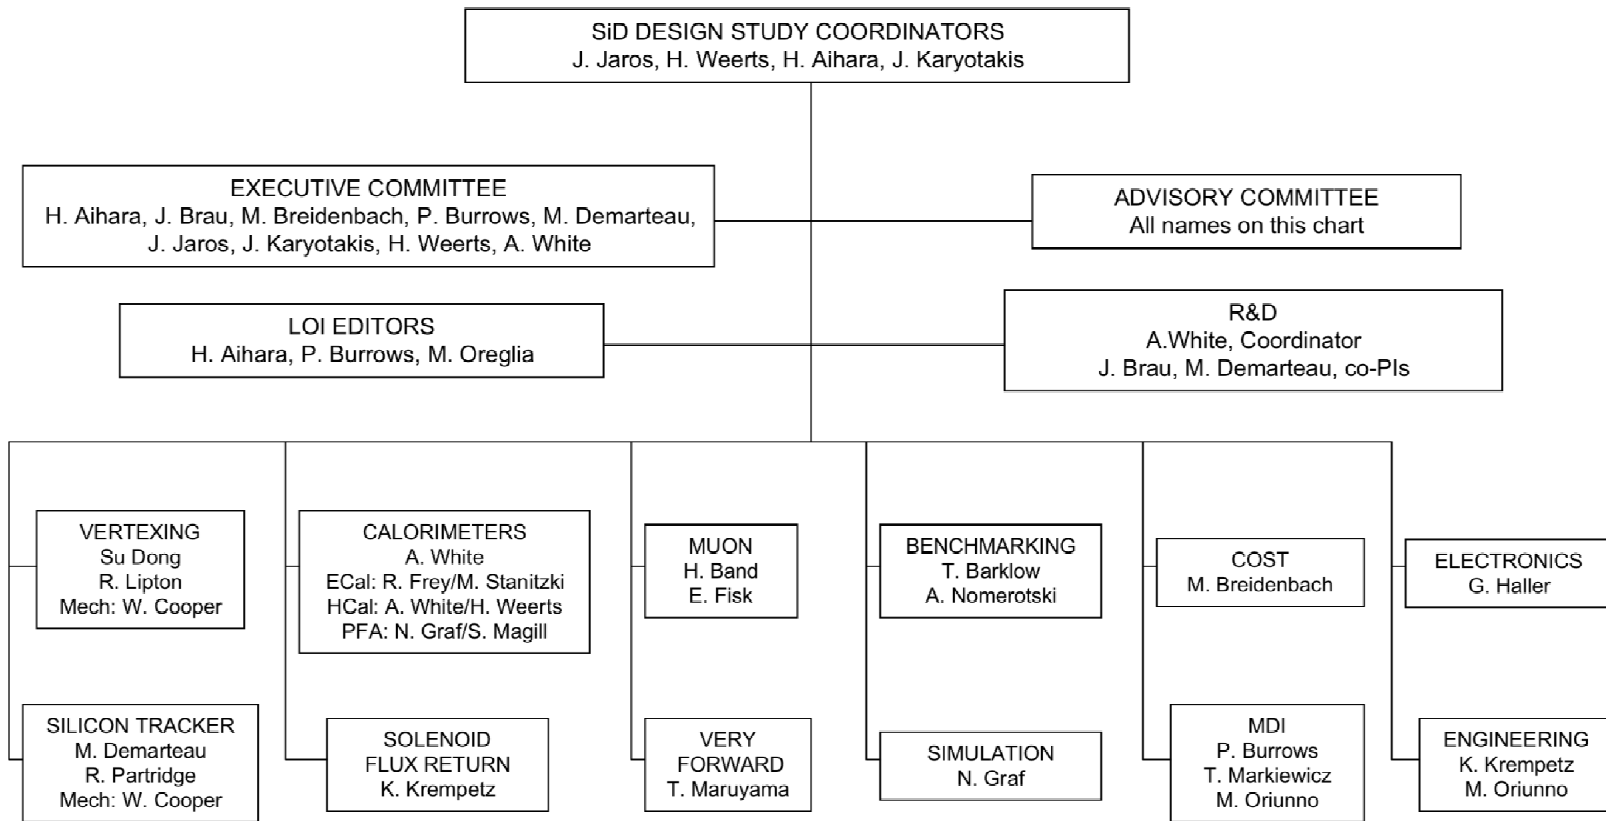 SiD DESIGN STUDY COORDINATORS
J. Jaros, H. Weerts, H. Aihara, J. Karyotakis
EXECUTIVE COMMITTEE
H. Aihara, J. Brau, M. Breidenbach, P. Burrows, M. Demarteau,
J. Jaros, J. Karyotakis, H. Weerts, A. White
ADVISORY COMMITTEE
All names on this chart
LOI EDITORS
H. Aihara, P. Burrows, M. Oreglia
R&D
A.White, Coordinator
J. Brau, M. Demarteau, co-PIs
VERTEXING
Su Dong
R. Lipton
Mech: W. Cooper
CALORIMETERS
A. White
ECal: R. Frey/M. Stanitzki
HCal: A. White/H. Weerts
PFA: N. Graf/S. Magill
MUON
H. Band
E. Fisk
BENCHMARKING
T. Barklow
A. Nomerotski
COST
M. Breidenbach
ELECTRONICS
G. Haller
SILICON TRACKER
M. Demarteau
R. Partridge
Mech: W. Cooper
SOLENOID
FLUX RETURN
K. Krempetz
VERY
FORWARD
T. Maruyama
SIMULATION
N. Graf
MDI
P. Burrows
T. Markiewicz
M. Oriunno
ENGINEERING
K. Krempetz
M. Oriunno